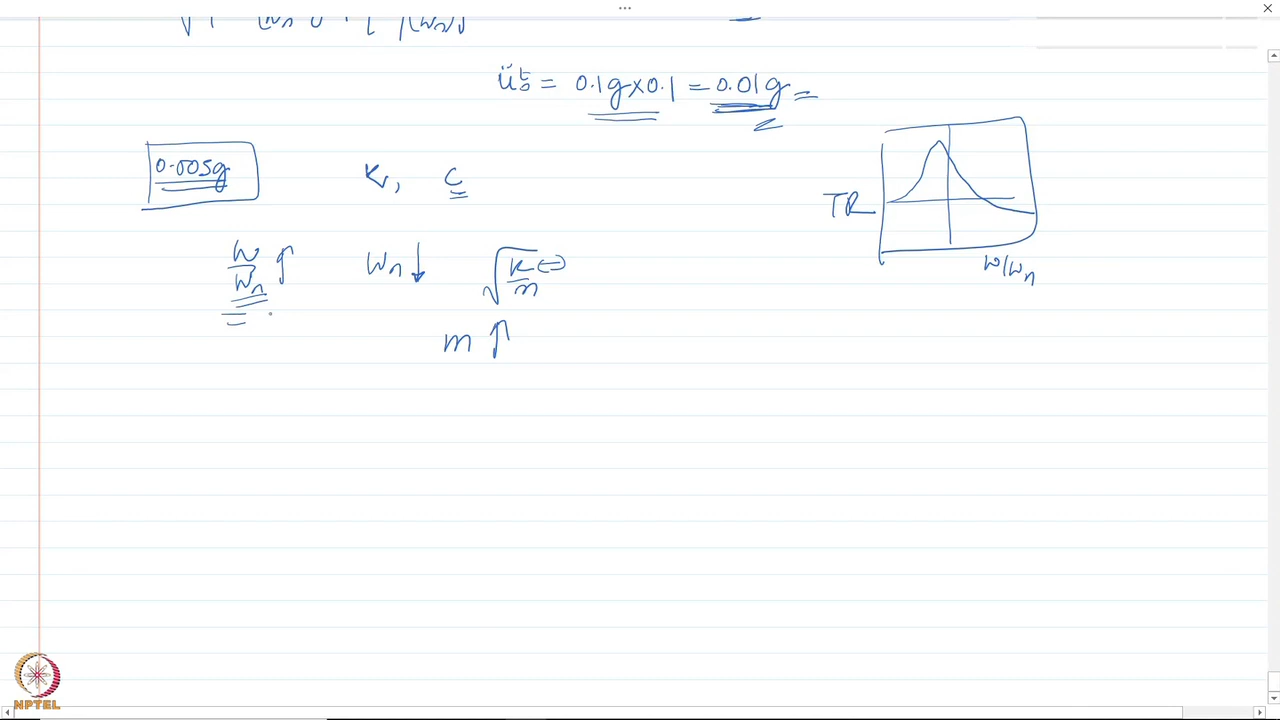 ü₀ᵗ = 0.1g×0.1 = 0.01g
0.005g K, c
TR
ω/ωn ↑ ωn ↓ √k/m ⇔
ω/ωn
m ↑
NPTEL